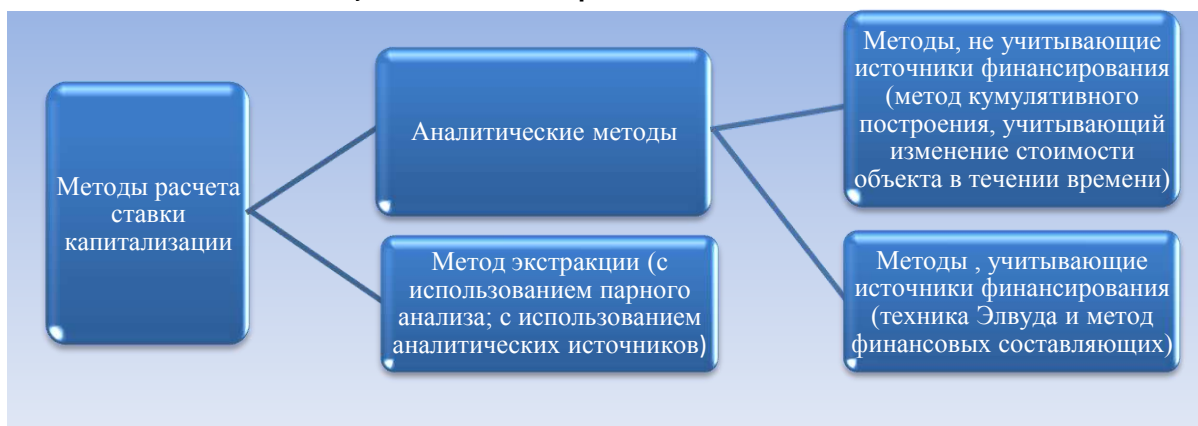 Методы расчета
ставки
капитализации
Аналитические методы
Метод экстракции (с
использованием парного
анализа; с использованием
аналитических источников)
Методы, не учитывающие
источники финансирования
(метод кумулятивного
построения, учитывающий
изменение стоимости
объекта в течении времени)
Методы , учитывающие
источники финансирования
(техника Элвуда и метод
финансовых составляющих)